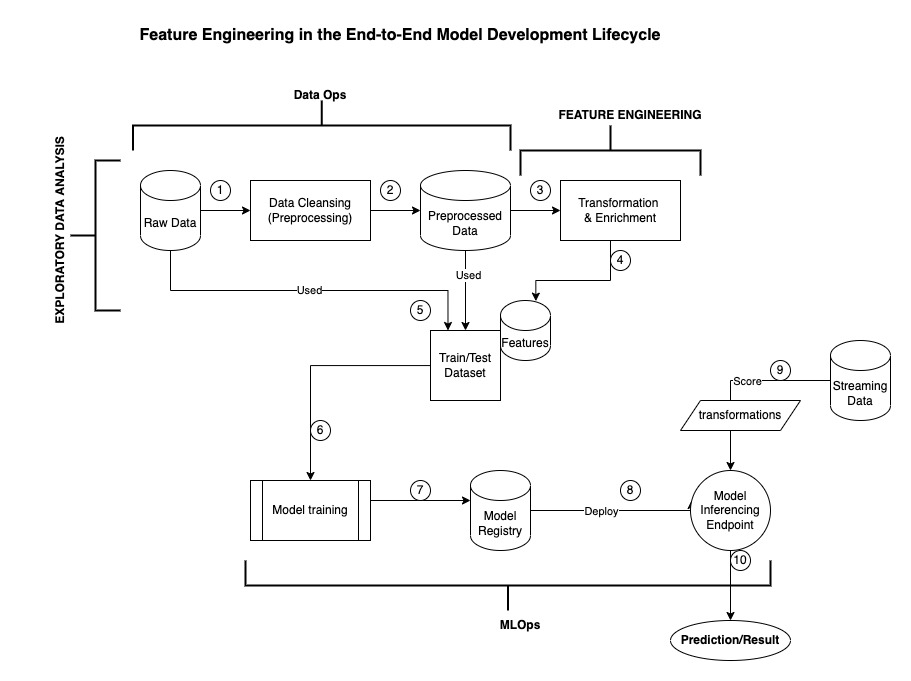 Feature Engineering in the End-to-End Model Development Lifecycle
Data Ops
FEATURE ENGINEERING
EXPLORATORY DATA ANALYSIS
Raw Data
1
Data Cleansing
(Preprocessing)
2
Preprocessed
Data
3
Transformation
& Enrichment
4
Used
Used
5
Features
Train/Test
Dataset
9
Score
Streaming
Data
transformations
6
Model training
7
Model
Registry
8
Deploy
Model
Inferencing
Endpoint
10
MLOps
Prediction/Result